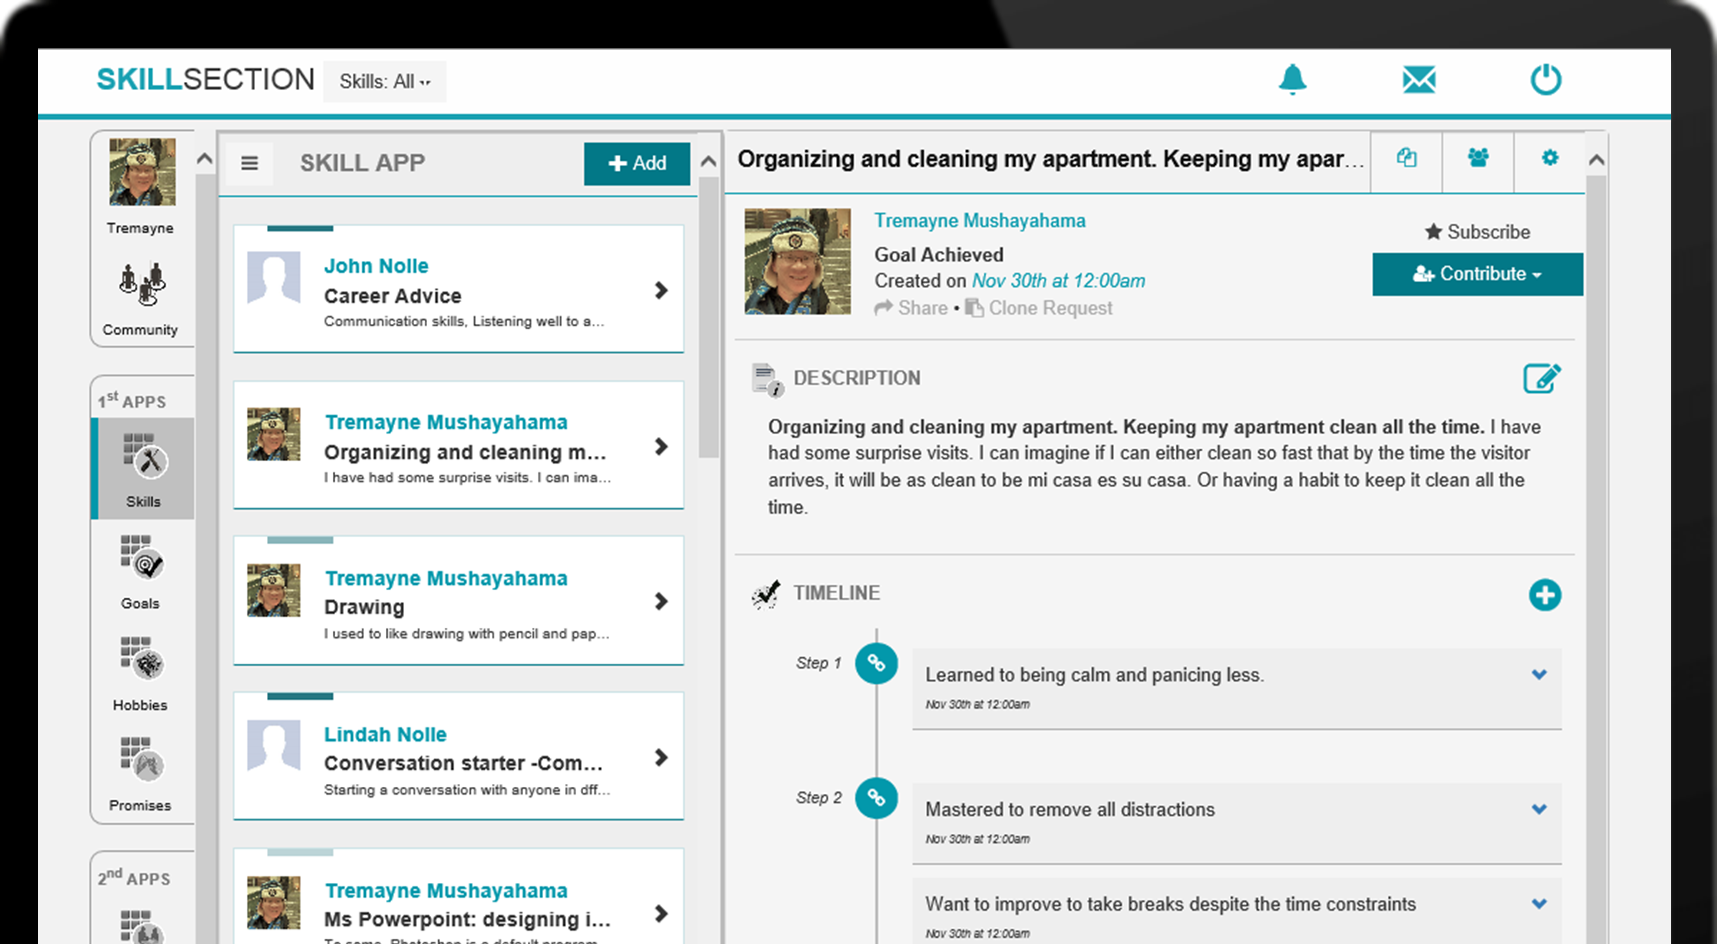 SKILLSECTION
Skills: All
Tremayne
Community
1st APPS
Skills
Goals
Hobbies
Promises
2nd APPS
SKILL APP
Add
John Nolle
Career Advice
Communication skills, Listening well to a...
Tremayne Mushayahama
Organizing and cleaning m...
I have had some surprise visits. I can ima...
Tremayne Mushayahama
Drawing
I used to like drawing with pencil and pap...
Lindah Nolle
Conversation starter -Com...
Starting a conversation with anyone in dff...
Tremayne Mushayahama
Ms Powerpoint: designing i...
To some, Photoshop is a default program
Organizing and cleaning my apartment. Keeping my apar...
Tremayne Mushayahama
Goal Achieved
Created on Nov 30th at 12:00am
Share • Clone Request
Subscribe
Contribute
DESCRIPTION
Organizing and cleaning my apartment. Keeping my apartment clean all the time. I have
had some surprise visits. I can imagine if I can either clean so fast that by the time the visitor
arrives, it will be as clean to be mi casa es su casa. Or having a habit to keep it clean all the
time.
TIMELINE
Step 1
Learned to being calm and panicing less.
Nov 30th at 12:00am
Step 2
Mastered to remove all distractions
Nov 30th at 12:00am
Want to improve to take breaks despite the time constraints
Nov 30th at 12:00am